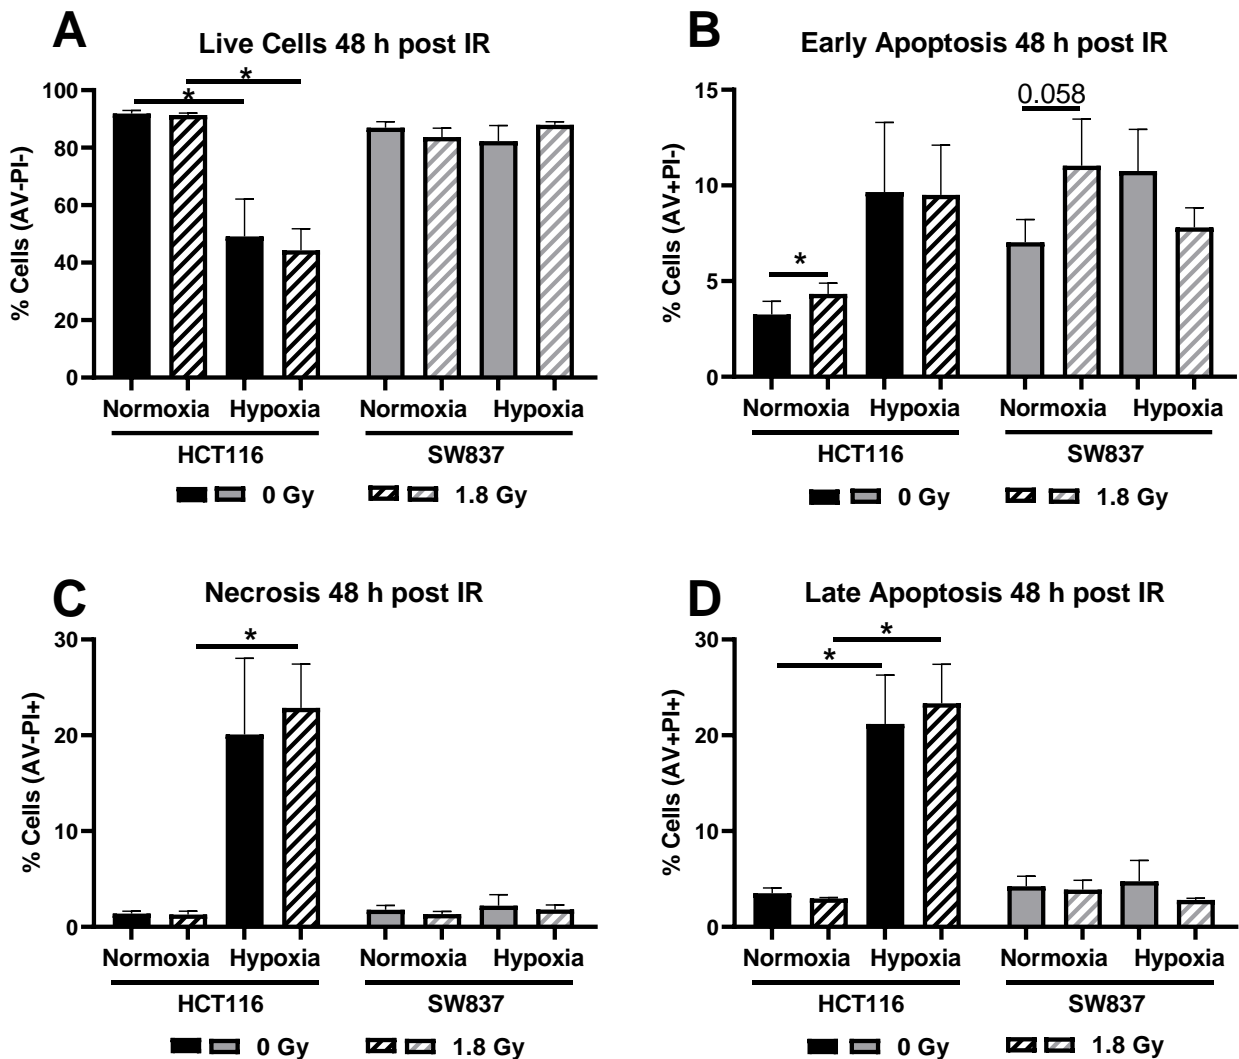 A
Live Cells 48 h post IR
% Cells (AV-PI-)
100
80
60
40
20
0
*
*
Normoxia Hypoxia Normoxia Hypoxia
HCT116 SW837
0 Gy 1.8 Gy
B
Early Apoptosis 48 h post IR
% Cells (AV+PI-)
15
10
5
0
*
0.058
Normoxia Hypoxia Normoxia Hypoxia
HCT116 SW837
0 Gy 1.8 Gy
C
Necrosis 48 h post IR
% Cells (AV-PI+)
30
20
10
0
*
Normoxia Hypoxia Normoxia Hypoxia
HCT116 SW837
0 Gy 1.8 Gy
D
Late Apoptosis 48 h post IR
% Cells (AV+PI+)
30
20
10
0
*
*
Normoxia Hypoxia Normoxia Hypoxia
HCT116 SW837
0 Gy 1.8 Gy